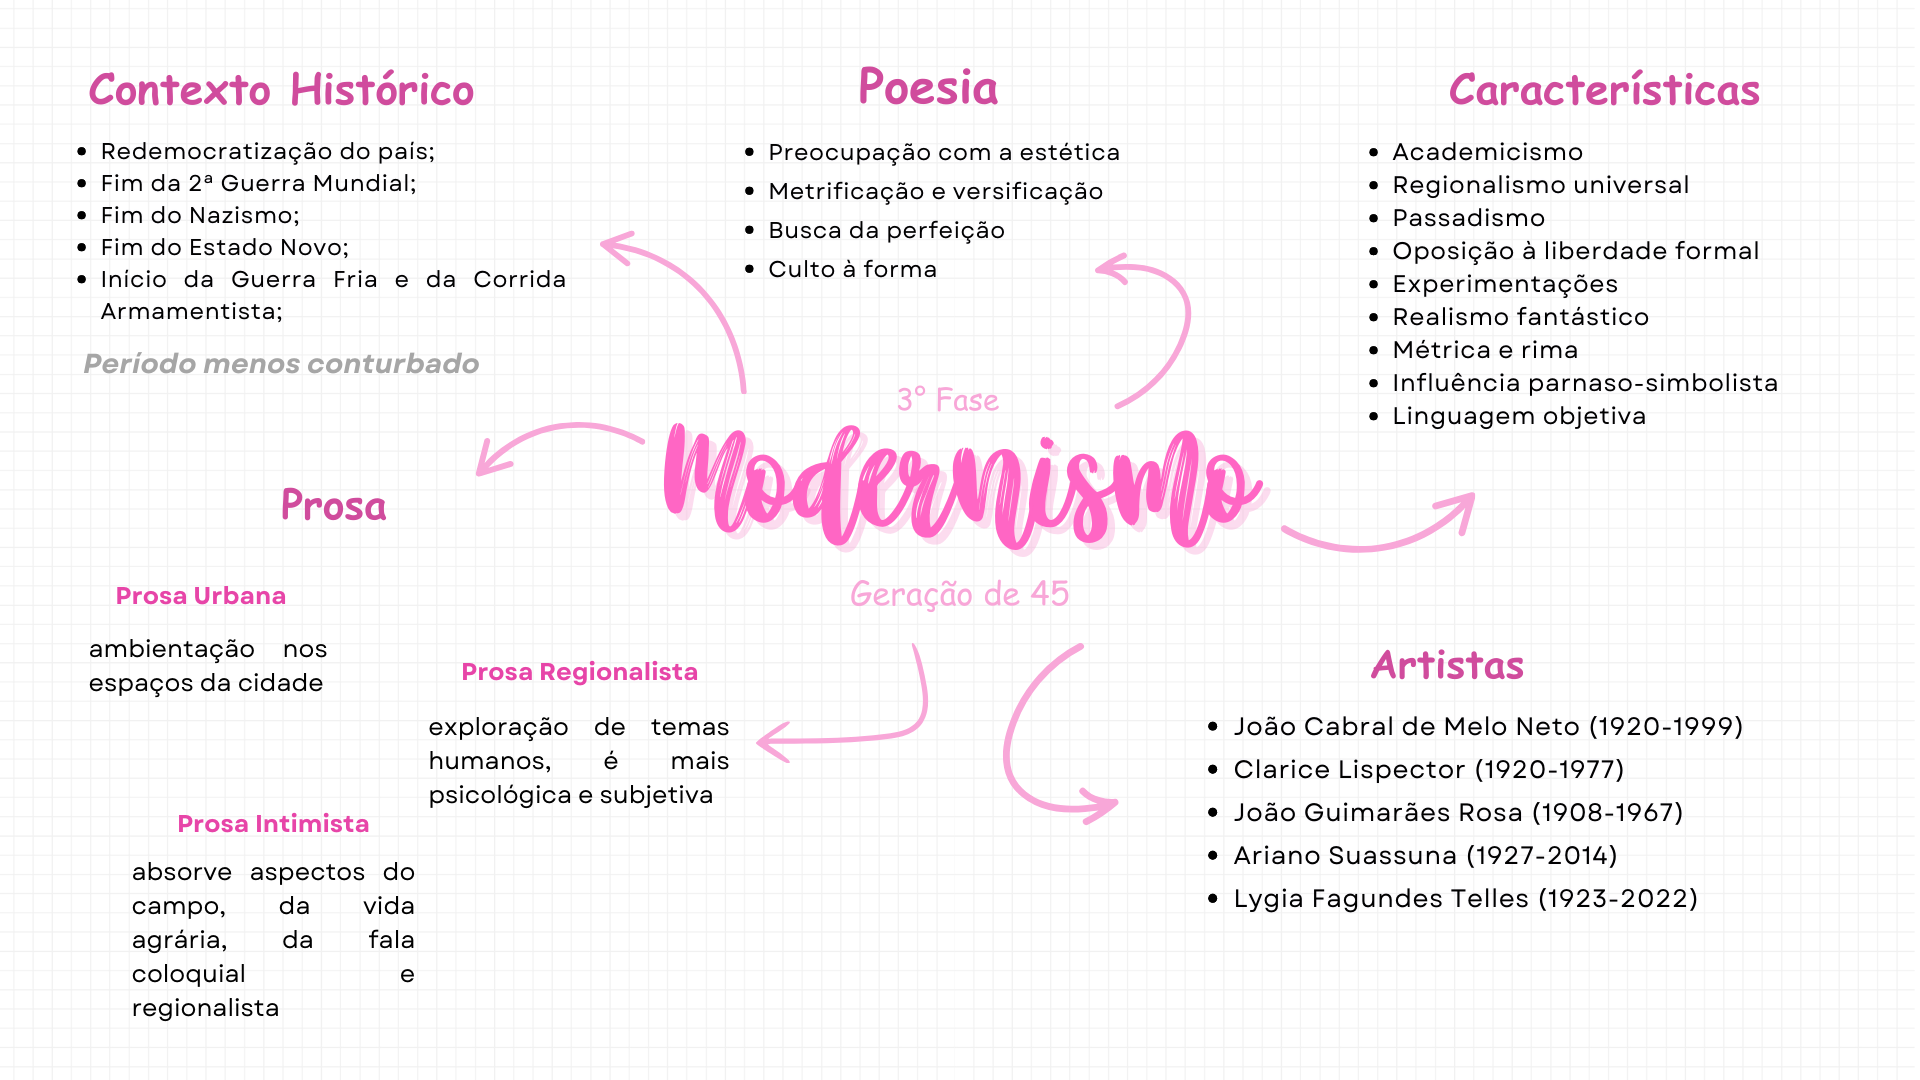 Contexto Histórico
Redemocratização do país;
Fim da 2ª Guerra Mundial;
Fim do Nazismo;
Fim do Estado Novo;
Início da Guerra Fria e da Corrida
Armamentista;
Período menos conturbado
Poesia
Preocupação com a estética
Metrificação e versificação
Busca da perfeição
Culto à forma
Características
Academicismo
Regionalismo universal
Passadismo
Oposição à liberdade formal
Experimentações
Realismo fantástico
Métrica e rima
Influência parnaso-simbolista
Linguagem objetiva
3° Fase
Modernismo
Geração de 45
Prosa
Prosa Urbana
ambientação nos
espaços da cidade
Prosa Regionalista
exploração de temas
humanos, é mais
psicológica e subjetiva
Prosa Intimista
absorve aspectos do
campo, da vida
agrária, da fala
coloquial e
regionalista
Artistas
João Cabral de Melo Neto (1920-1999)
Clarice Lispector (1920-1977)
João Guimarães Rosa (1908-1967)
Ariano Suassuna (1927-2014)
Lygia Fagundes Telles (1923-2022)